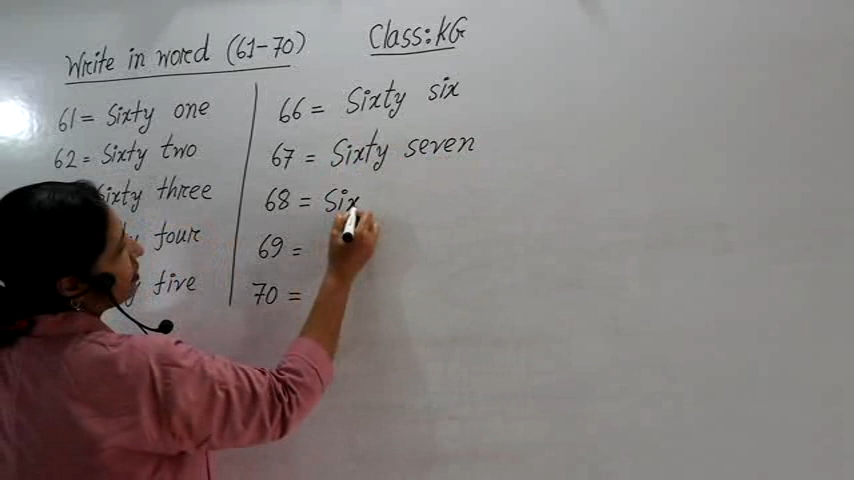 Write in word (61-70)
Class: KG
61 = Sixty one
62 = Sixty two
Sixty three
four
five
66 = Sixty six
67 = Sixty seven
68 = Six
69 =
70 =